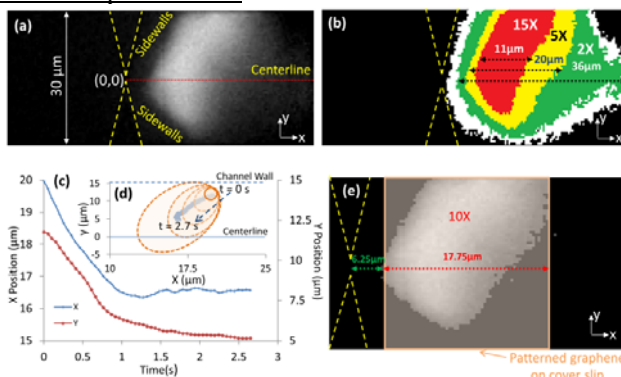 (a)
Sidewalls
30 μm
(0,0)
Centerline
Sidewalls
y
x
(b)
15X
5X
2X
11μm
20μm
36μm
y
x
(c)
20
19
18
17
16
15
X Position (μm)
15
12.5
10
7.5
5
Y Position (μm)
0
0.5
1
1.5
2
2.5
3
Time(s)
X
Y
(d)
Channel Wall
15
10
5
0
-5
y (μm)
t = 0 s
t = 2.7 s
Centerline
10
17.5
25
X (μm)
(e)
10X
6.25μm
17.75μm
y
x
Patterned graphene
on cover slip